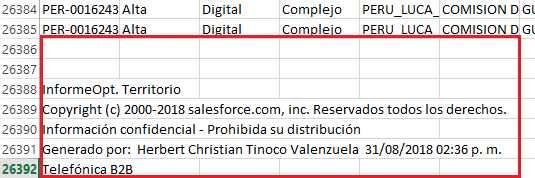 26384 PER-0016243 Alta Digital Complejo PERU_LUCA_ COMISION D GU
26385 PER-0016243 Alta Digital Complejo PERU_LUCA_ COMISION D GU
26386
26387
26388 InformeOpt. Territorio
26389 Copyright (c) 2000-2018 salesforce.com, inc. Reservados todos los derechos.
26390 Información confidencial - Prohibida su distribución
26391 Generado por: Herbert Christian Tinoco Valenzuela 31/08/2018 02:36 p. m.
26392 Telefónica B2B